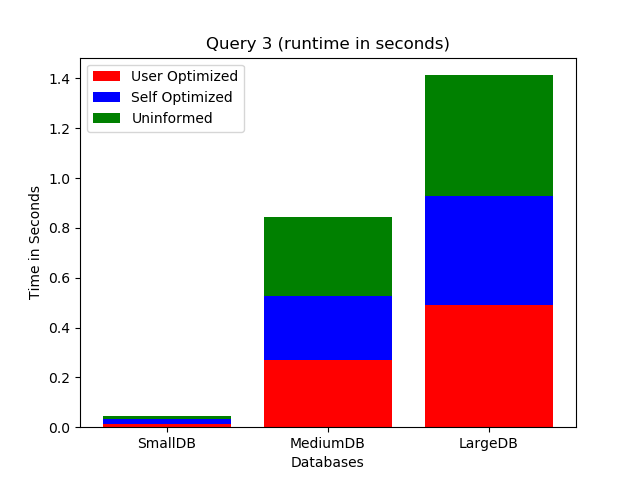 Query 3 (runtime in seconds)
User Optimized
Self Optimized
Uninformed
1.4
1.2
1.0
0.8
0.6
0.4
0.2
0.0
Time in Seconds
SmallDB MediumDB LargeDB
Databases